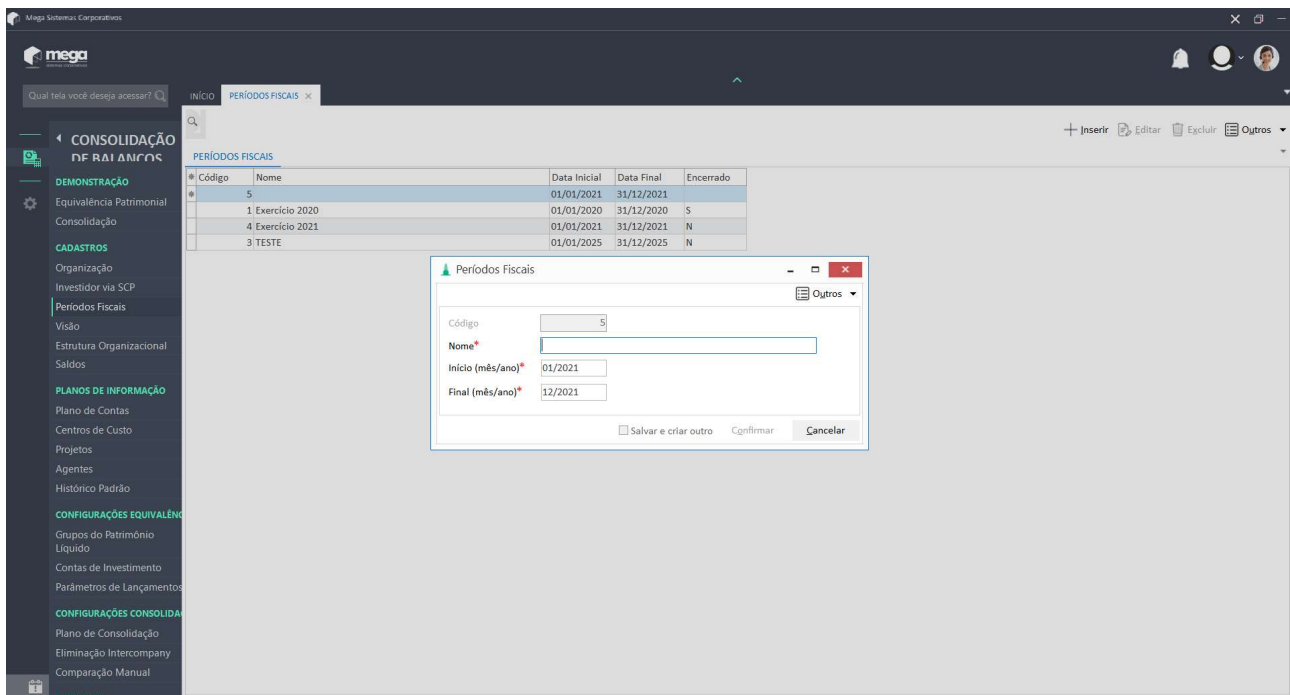 Mega Sistemas Corporativos
mega
Qual tela você deseja acessar?
INÍCIO PERÍODOS FISCAIS
CONSOLIDAÇÃO
DE BALANÇOS
Inserir Editar Excluir Outros
PERÍODOS FISCAIS
Código Nome Data Inicial Data Final Encerrado
5 01/01/2021 31/12/2021
1 Exercício 2020 01/01/2020 31/12/2020 S
4 Exercício 2021 01/01/2021 31/12/2021 N
3 TESTE 01/01/2025 31/12/2025 N
DEMONSTRAÇÃO
Equivalência Patrimonial
Consolidação
CADASTROS
Organização
Investidor via SCP
Períodos Fiscais
Visão
Estrutura Organizacional
Saldos
PLANOS DE INFORMAÇÃO
Plano de Contas
Centros de Custo
Projetos
Agentes
Histórico Padrão
CONFIGURAÇÕES EQUIVALÊNC
Grupos do Patrimônio
Líquido
Contas de Investimento
Parâmetros de Lançamentos
CONFIGURAÇÕES CONSOLIDA
Plano de Consolidação
Eliminação Intercompany
Comparação Manual
Períodos Fiscais
Outros
Código 5
Nome*
Início (mês/ano)* 01/2021
Final (mês/ano)* 12/2021
Salvar e criar outro Confirmar Cancelar